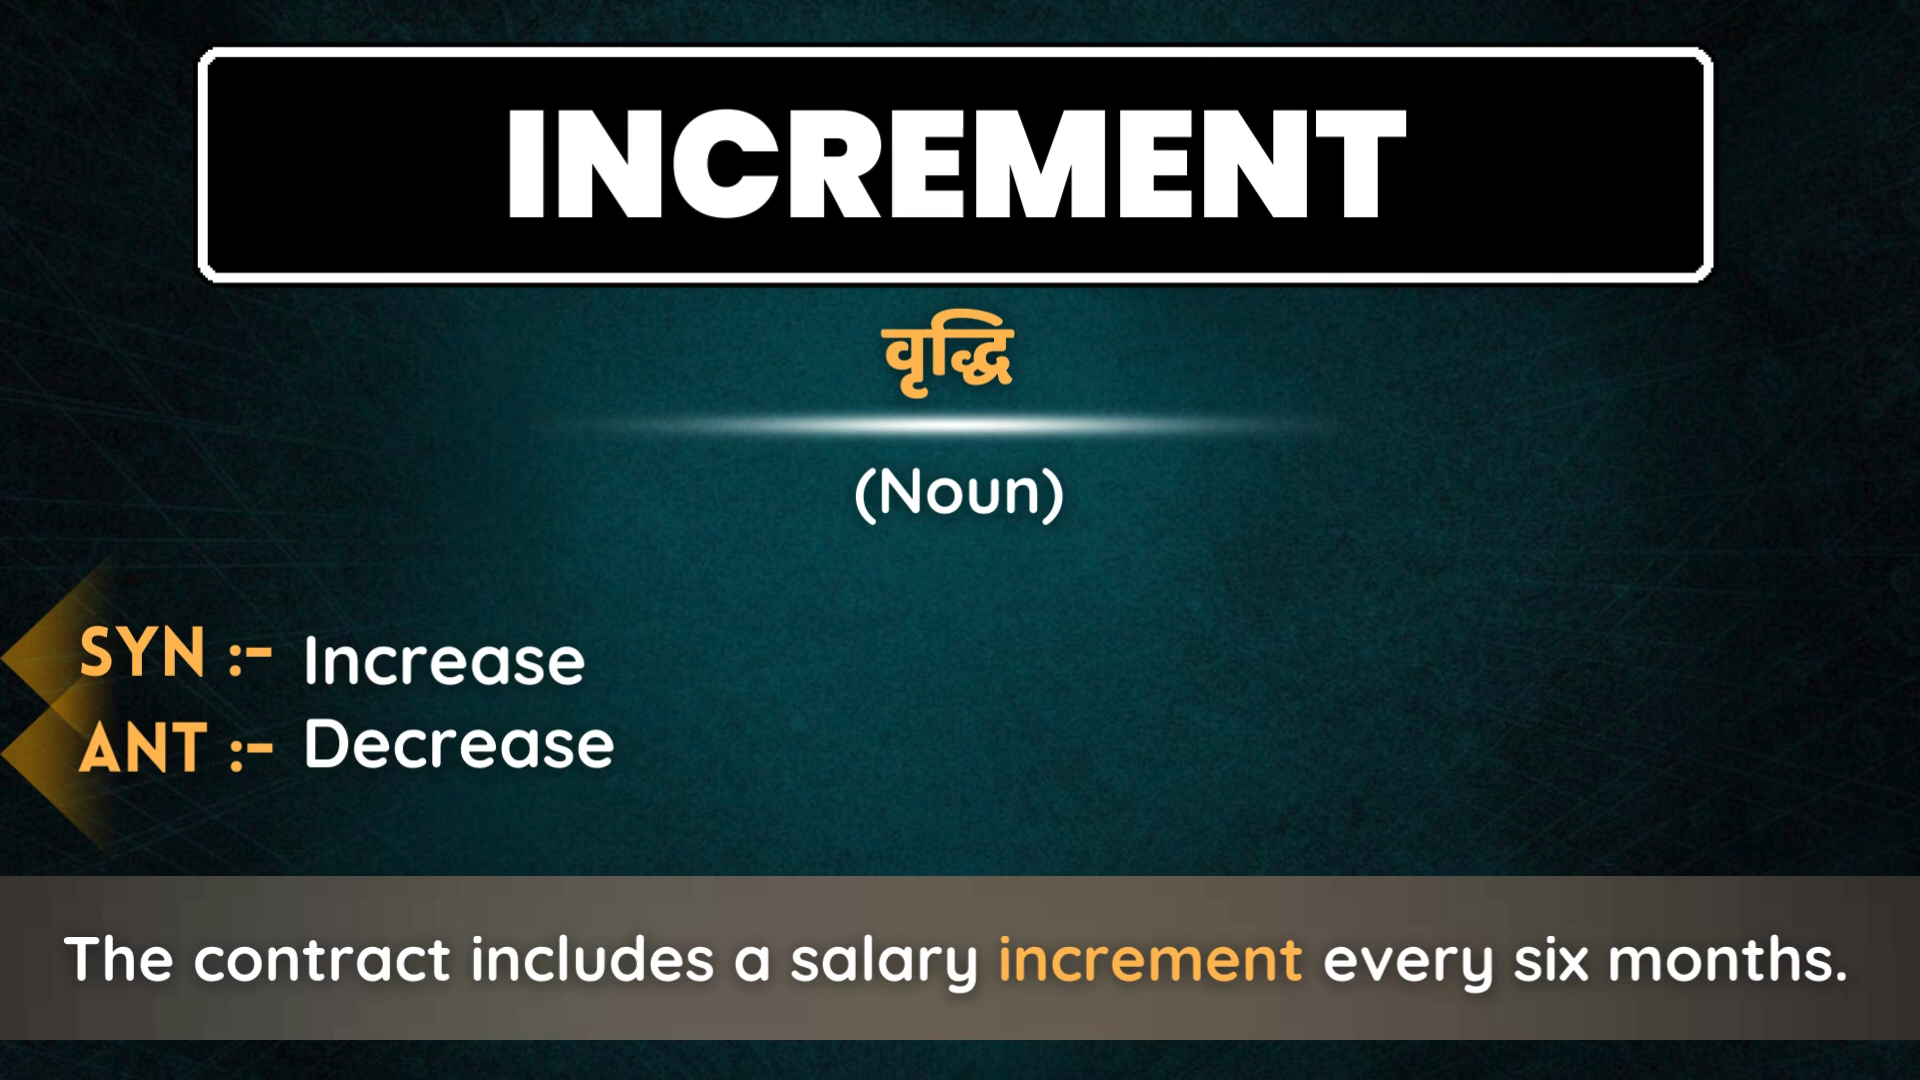 INCREMENT
वृद्धि
(Noun)
SYN :- Increase
ANT :- Decrease
The contract includes a salary increment every six months.